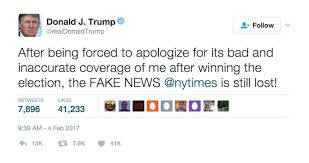 Donald J. Trump
@realDonaldTrump
Follow
After being forced to apologize for its bad and
inaccurate coverage of me after winning the
election, the FAKE NEWS @nytimes is still lost!
RETWEETS LIKES
7,896 41,233
9:39 AM - 4 Feb 2017
13K 7.9K 41K